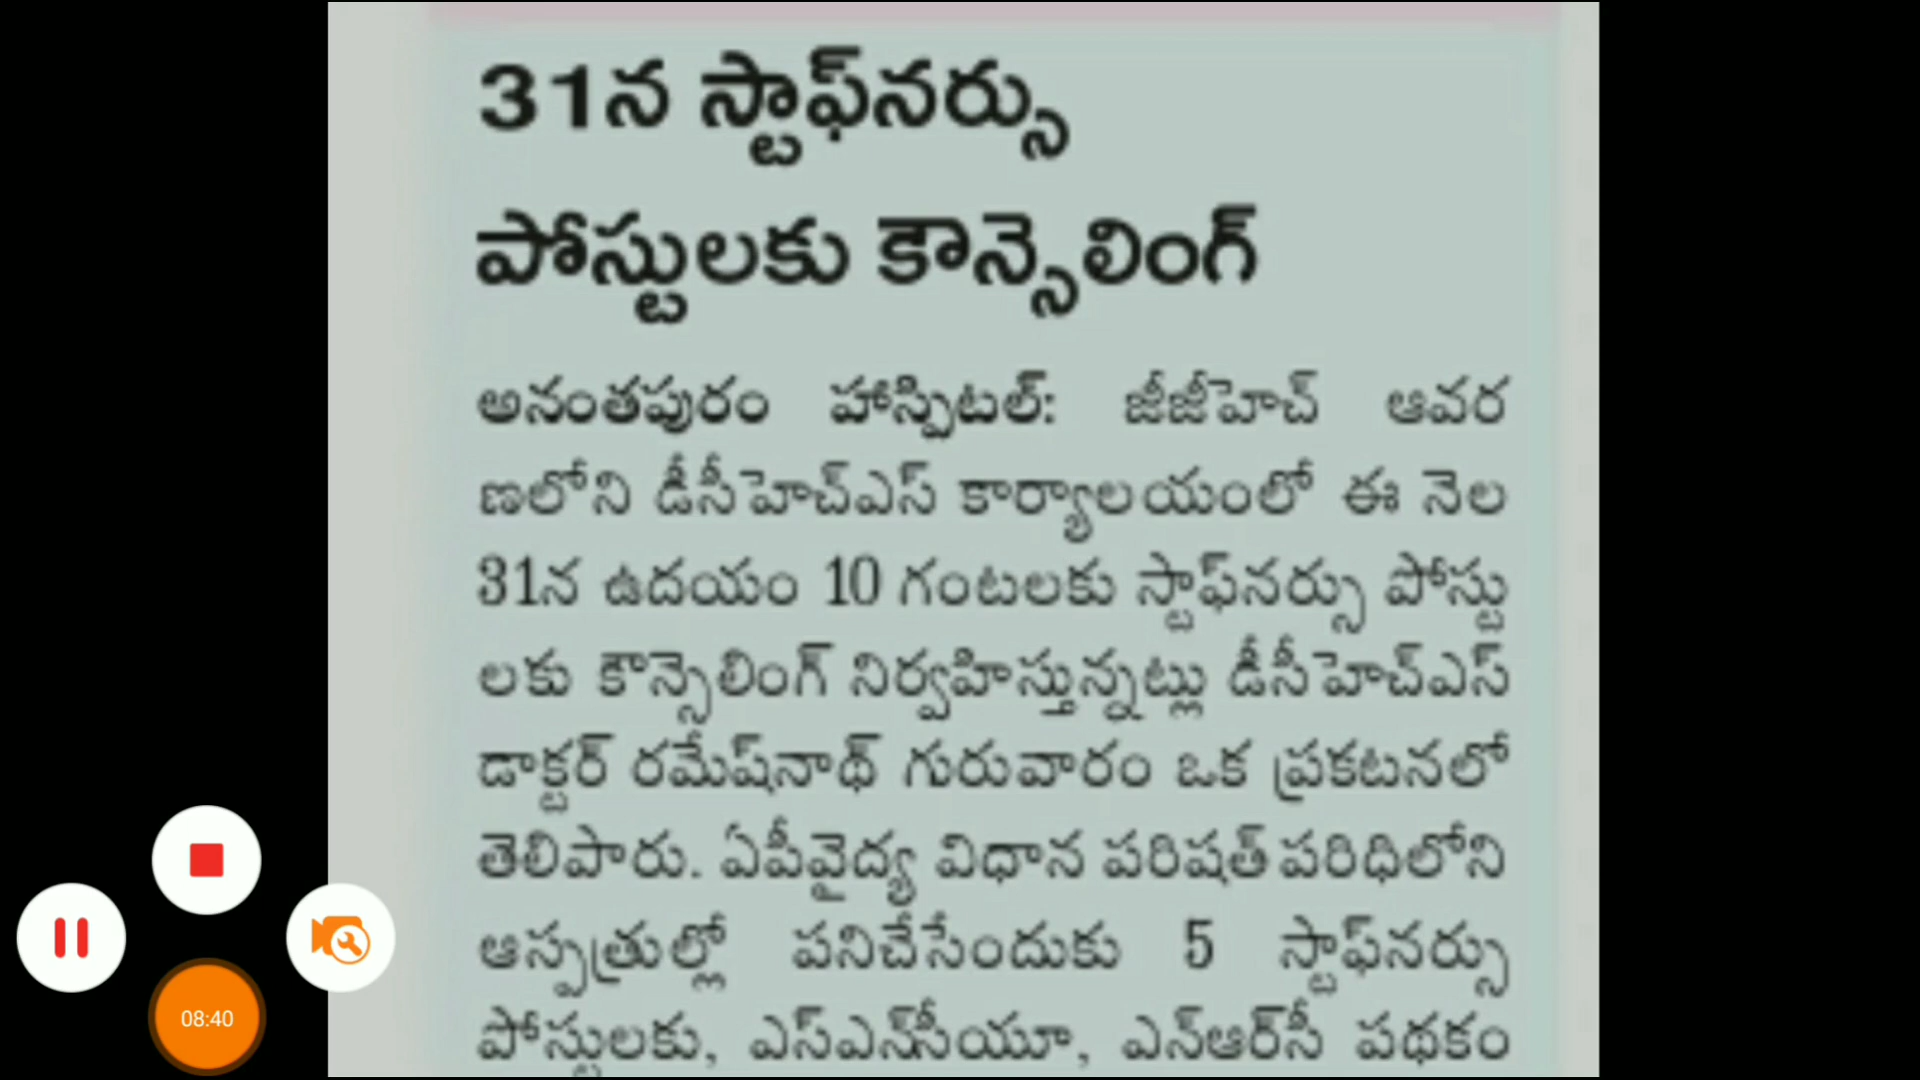 31న స్టాఫ్‌నర్సు
పోస్టులకు కౌన్సెలింగ్
అనంతపురం హాస్పిటల్: జీజీహెచ్ ఆవర
ణలోని డీసీహెచ్‌ఎస్ కార్యాలయంలో ఈ నెల
31న ఉదయం 10 గంటలకు స్టాఫ్‌నర్సు పోస్టు
లకు కౌన్సెలింగ్ నిర్వహిస్తున్నట్లు డీసీహెచ్‌ఎస్
డాక్టర్ రమేష్‌నాథ్ గురువారం ఒక ప్రకటనలో
తెలిపారు. ఏపీవైద్య విధాన పరిషత్ పరిధిలోని
ఆస్పత్రుల్లో పనిచేసేందుకు 5 స్టాఫ్‌నర్సు
పోస్టులకు, ఎస్‌ఎన్‌సీయూ, ఎన్‌ఆర్‌సీ పథకం
08:40